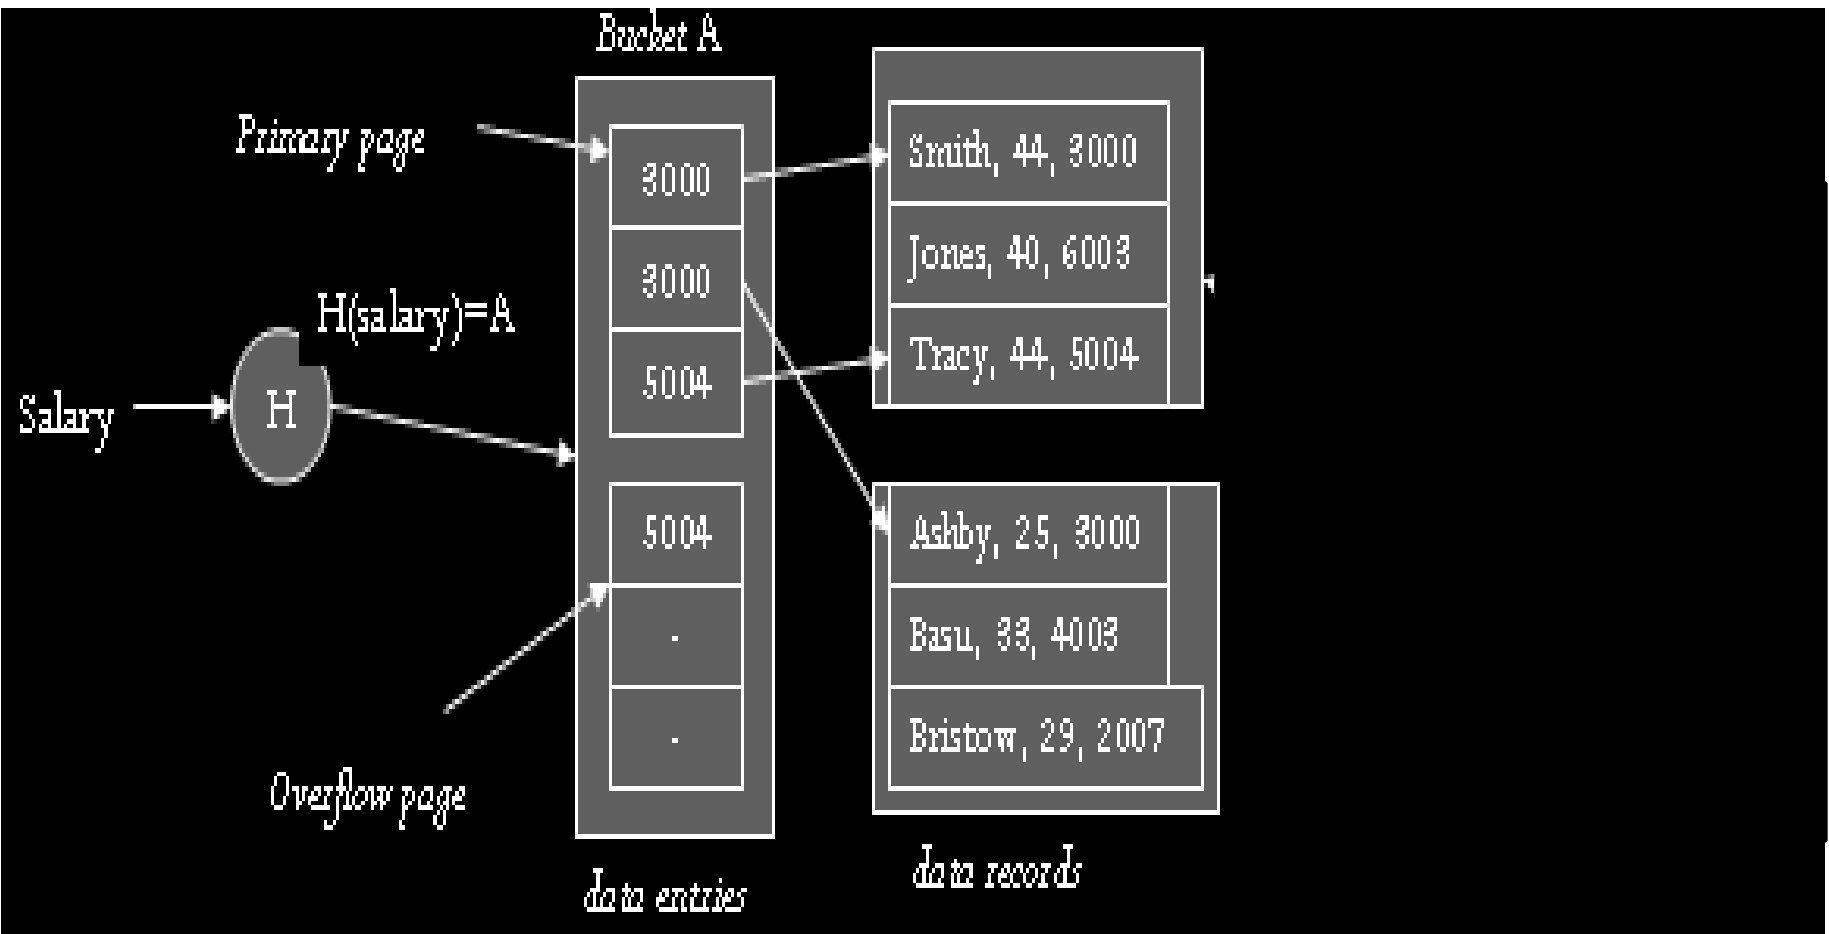 Bucket A
Primary page
3000
3000
5004
H(salary)=A
Salary
H
5004
.
.
Overflow page
data entries
Smith, 44, 3000
Jones, 40, 6003
Tracy, 44, 5004
Ashby, 25, 3000
Basu, 33, 4003
Bristow, 29, 2007
data records